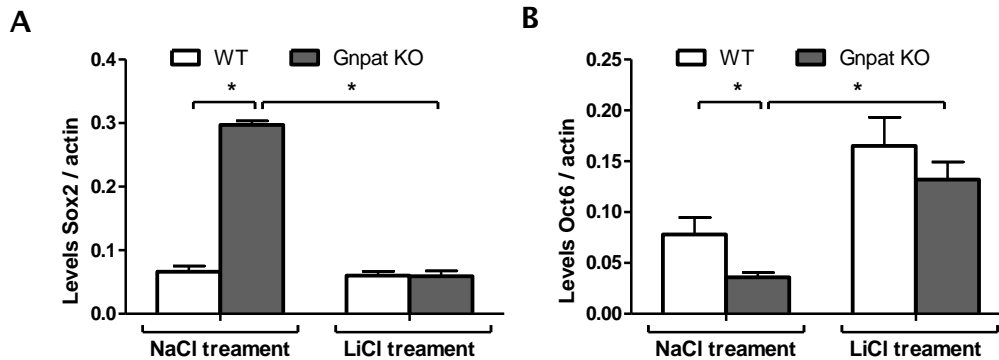 A
WT Gnpat KO
Levels Sox2 / actin
0.4
0.3
0.2
0.1
0.0
*
*
NaCl treament
LiCl treament
B
WT Gnpat KO
Levels Oct6 / actin
0.25
0.20
0.15
0.10
0.05
0.00
*
*
NaCl treament
LiCl treament